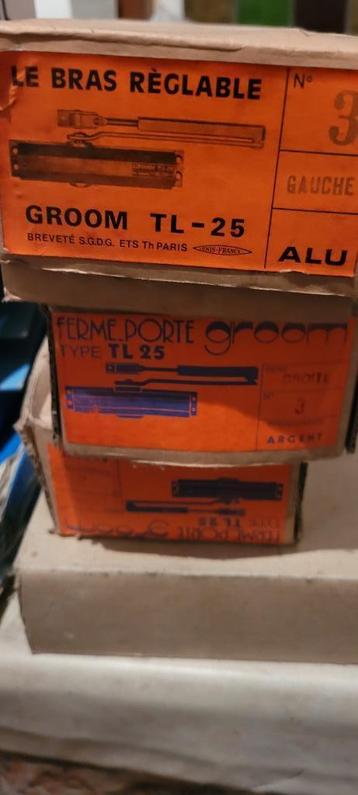 LE BRAS RÈGLABLE
N°
3
GAUCHE
GROOM TL-25
BREVETÉ S.G.D.G. ETS Th PARIS
ALU
FERME-PORTE groom
TYPE TL 25
DROITE
N°
3
ARGENT
TYPE TL 25
FERME-PORTE groom